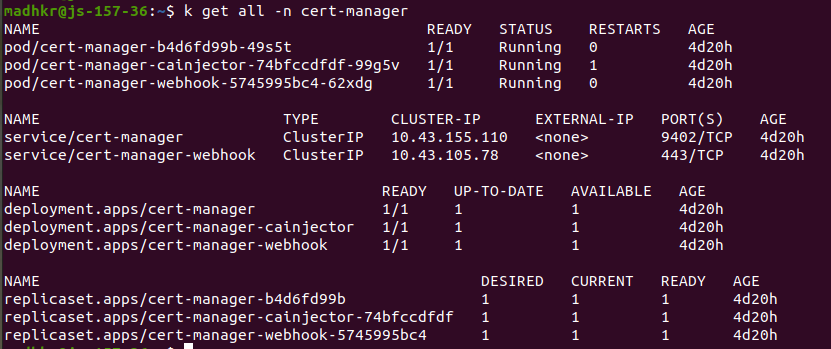 madhkr@js-157-36:~$ k get all -n cert-manager
NAME READY STATUS RESTARTS AGE
pod/cert-manager-b4d6fd99b-49s5t 1/1 Running 0 4d20h
pod/cert-manager-cainjector-74bfccdfdf-99g5v 1/1 Running 1 4d20h
pod/cert-manager-webhook-5745995bc4-62xdg 1/1 Running 0 4d20h
NAME TYPE CLUSTER-IP EXTERNAL-IP PORT(S) AGE
service/cert-manager ClusterIP 10.43.155.110 <none> 9402/TCP 4d20h
service/cert-manager-webhook ClusterIP 10.43.105.78 <none> 443/TCP 4d20h
NAME READY UP-TO-DATE AVAILABLE AGE
deployment.apps/cert-manager 1/1 1 1 4d20h
deployment.apps/cert-manager-cainjector 1/1 1 1 4d20h
deployment.apps/cert-manager-webhook 1/1 1 1 4d20h
NAME DESIRED CURRENT READY AGE
replicaset.apps/cert-manager-b4d6fd99b 1 1 1 4d20h
replicaset.apps/cert-manager-cainjector-74bfccdfdf 1 1 1 4d20h
replicaset.apps/cert-manager-webhook-5745995bc4 1 1 1 4d20h
madhkr@js-157-36:~$